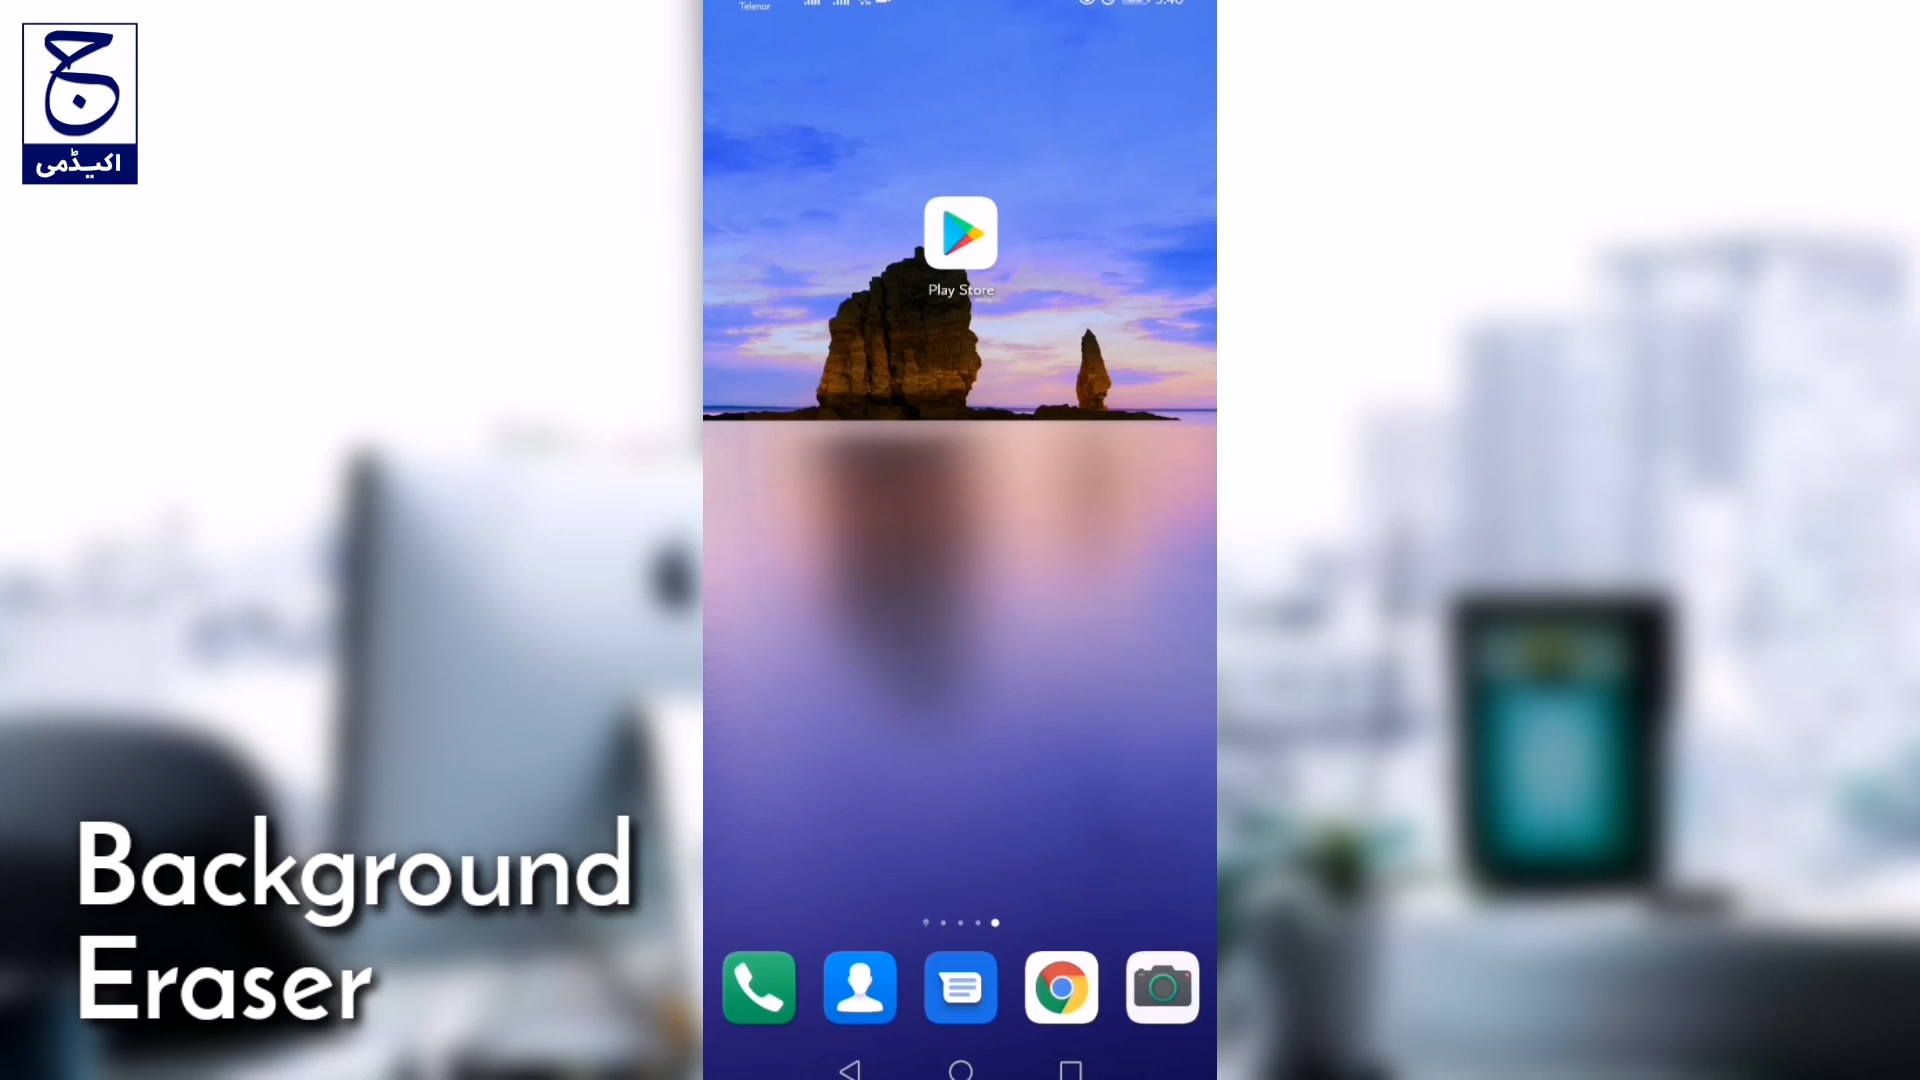 ج
اکیڈمی
Telenor
Play Store
Background
Eraser